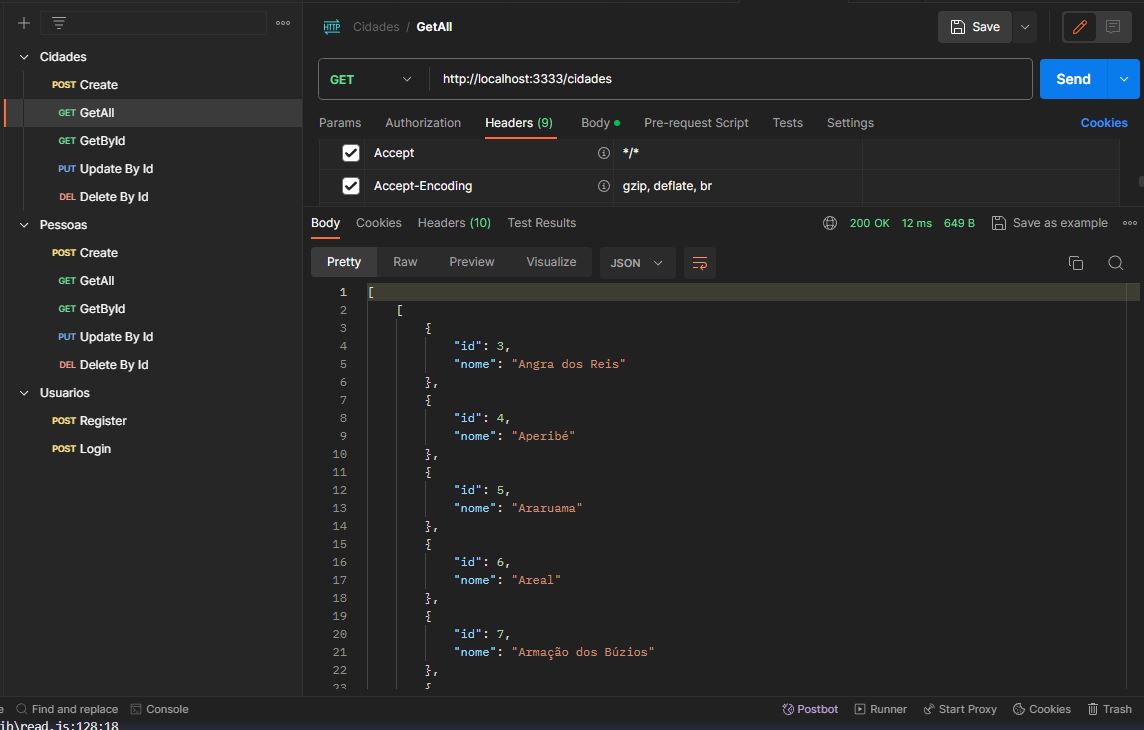 Cidades / GetAll
Save
Cidades
POST Create
GET GetAll
GET GetById
PUT Update By Id
DEL Delete By Id
Pessoas
POST Create
GET GetAll
GET GetById
PUT Update By Id
DEL Delete By Id
Usuarios
POST Register
POST Login
HTTP
GET
http://localhost:3333/cidades
Send
Params Authorization Headers (9) Body Pre-request Script Tests Settings Cookies
Accept */*
Accept-Encoding gzip, deflate, br
Body Cookies Headers (10) Test Results 200 OK 12 ms 649 B Save as example
Pretty Raw Preview Visualize JSON
1 [
2 [
3 {
4 "id": 3,
5 "nome": "Angra dos Reis"
6 },
7 {
8 "id": 4,
9 "nome": "Aperibé"
10 },
11 {
12 "id": 5,
13 "nome": "Araruama"
14 },
15 {
16 "id": 6,
17 "nome": "Areal"
18 },
19 {
20 "id": 7,
21 "nome": "Armação dos Búzios"
22 },
23 {
Find and replace Console Postbot Runner Start Proxy Cookies Trash
ib\read.js:128:18